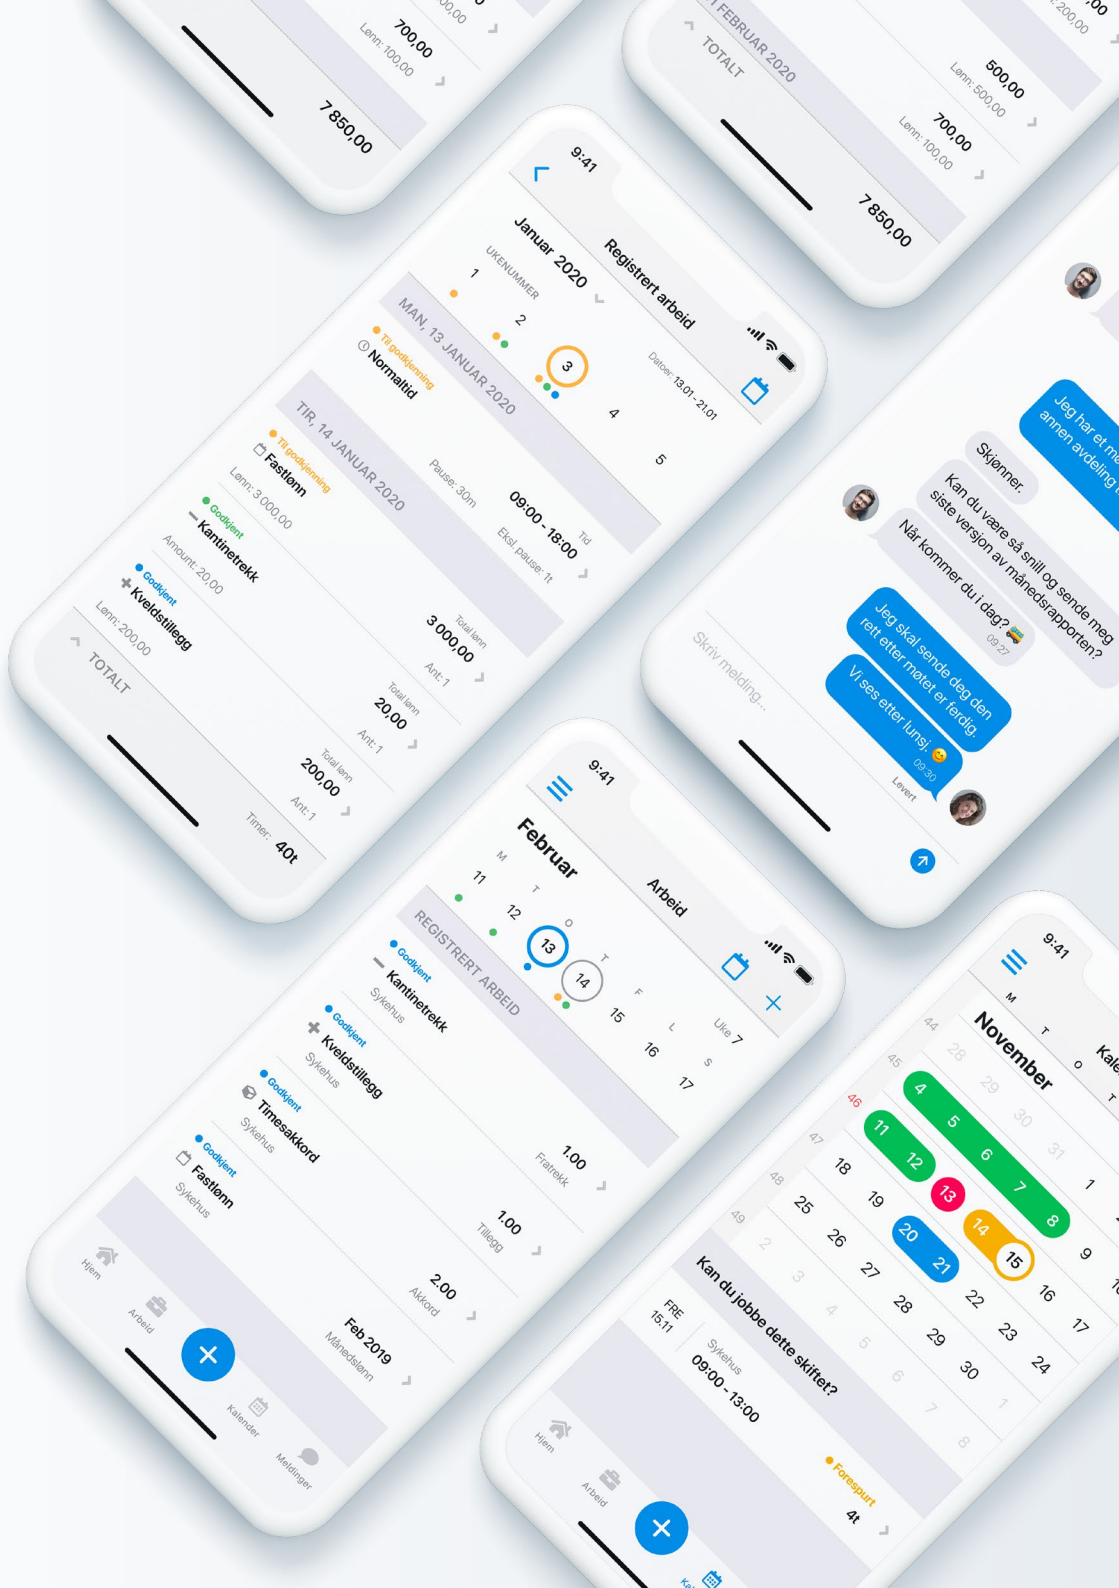 700,00
Lønn: 100,00
7 850,00
FEBRUAR 2020
TOTALT
500,00
Lønn: 500,00
700,00
Lønn: 100,00
7 850,00
9:41
Registrert arbeid
Januar 2020
Datoer: 13.01 - 21.01
UKENUMMER
1
2
3
4
5
MAN, 13 JANUAR 2020
Til godkjenning
Normaltid
Pause: 30m
Tid
09:00 - 18:00
Eksl. pause: 1t
TIR, 14 JANUAR 2020
Til godkjenning
Fastlønn
Lønn: 3 000,00
Total lønn
3 000,00
Ant: 1
Godkjent
Kantinetrekk
Amount: 20,00
Total lønn
20,00
Ant: 1
Godkjent
Kveldstillegg
Lønn: 200,00
Total lønn
200,00
Ant: 1
TOTALT
Timer: 40t
Jeg har et
annen avdeling
Skjønner.
Kan du være så snill og sende meg
siste versjon av månedsrapporten?
Når kommer du i dag? 🚎
09:27
Jeg skal sende deg den
rett etter møtet er ferdig.
Vi ses etter lunsj. 😊
09:30
Levert
Skriv melding...
9:41
Arbeid
Februar
Uke 7
M
T
O
T
F
L
S
11
12
13
14
15
16
17
REGISTRERT ARBEID
Godkjent
Kantinetrekk
Sykehus
1.00
Fratrekk
Godkjent
Kveldstillegg
Sykehus
1.00
Tillegg
Godkjent
Timesakkord
Sykehus
2.00
Akkord
Godkjent
Fastlønn
Sykehus
Feb 2019
Månedslønn
Hjem
Arbeid
Kalender
Meldinger
9:41
M
T
O
T
November
44
28
29
30
31
1
45
4
5
6
7
8
9
10
46
11
12
13
14
15
16
17
47
18
19
20
21
22
23
24
48
25
26
27
28
29
30
1
49
2
3
4
5
6
7
8
Kan du jobbe dette skiftet?
FRE
15.11
Sykehus
09:00 - 13:00
Forespurt
4t
Hjem
Arbeid